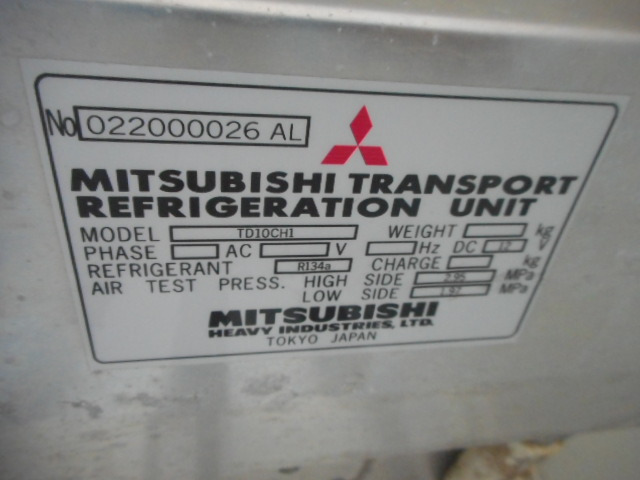 No 022000026 AL
MITSUBISHI TRANSPORT
REFRIGERATION UNIT
MODEL TD10CH1 WEIGHT kg
PHASE AC V Hz DC 12 V
REFRIGERANT R134a CHARGE kg
AIR TEST PRESS. HIGH SIDE 2.95 MPa
LOW SIDE 1.97 MPa
MITSUBISHI
HEAVY INDUSTRIES, LTD.
TOKYO JAPAN